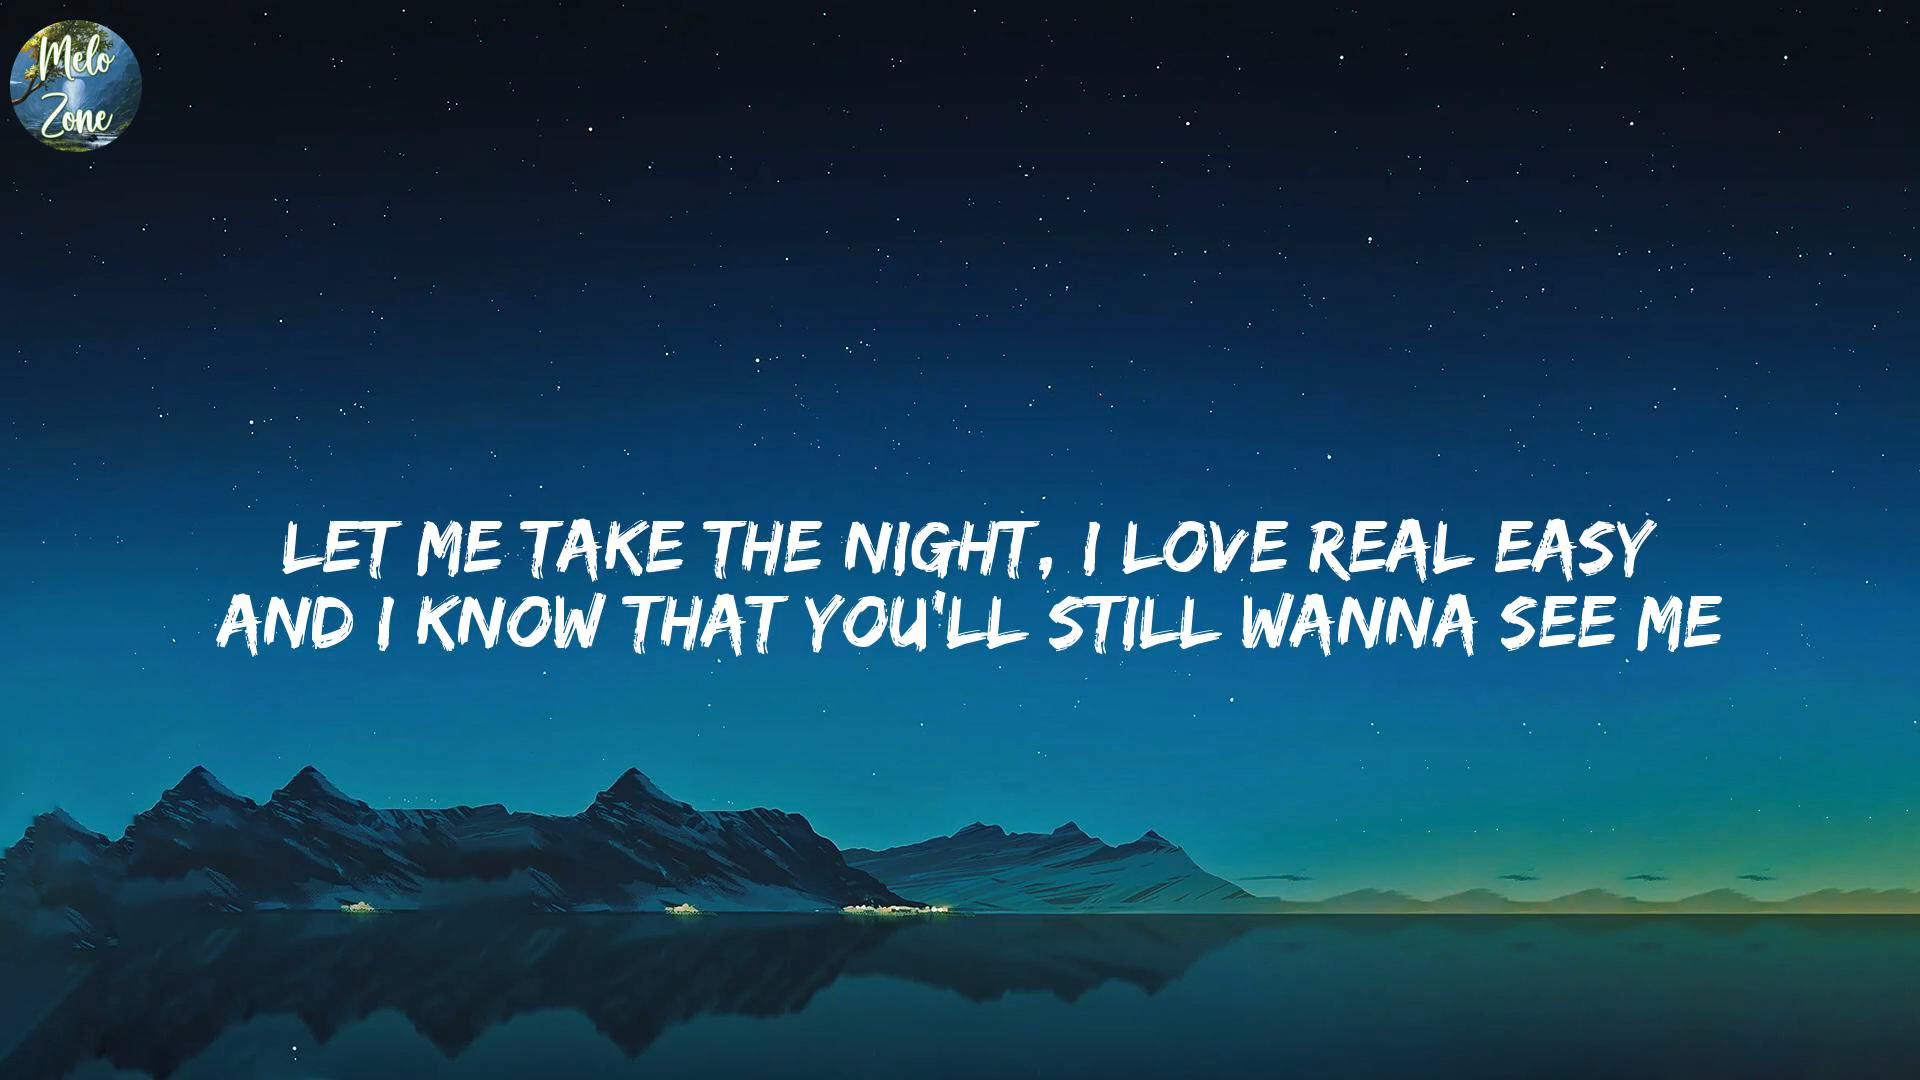 Melo
Zone
LET ME TAKE THE NIGHT, I LOVE REAL EASY
AND I KNOW THAT YOU'LL STILL WANNA SEE ME